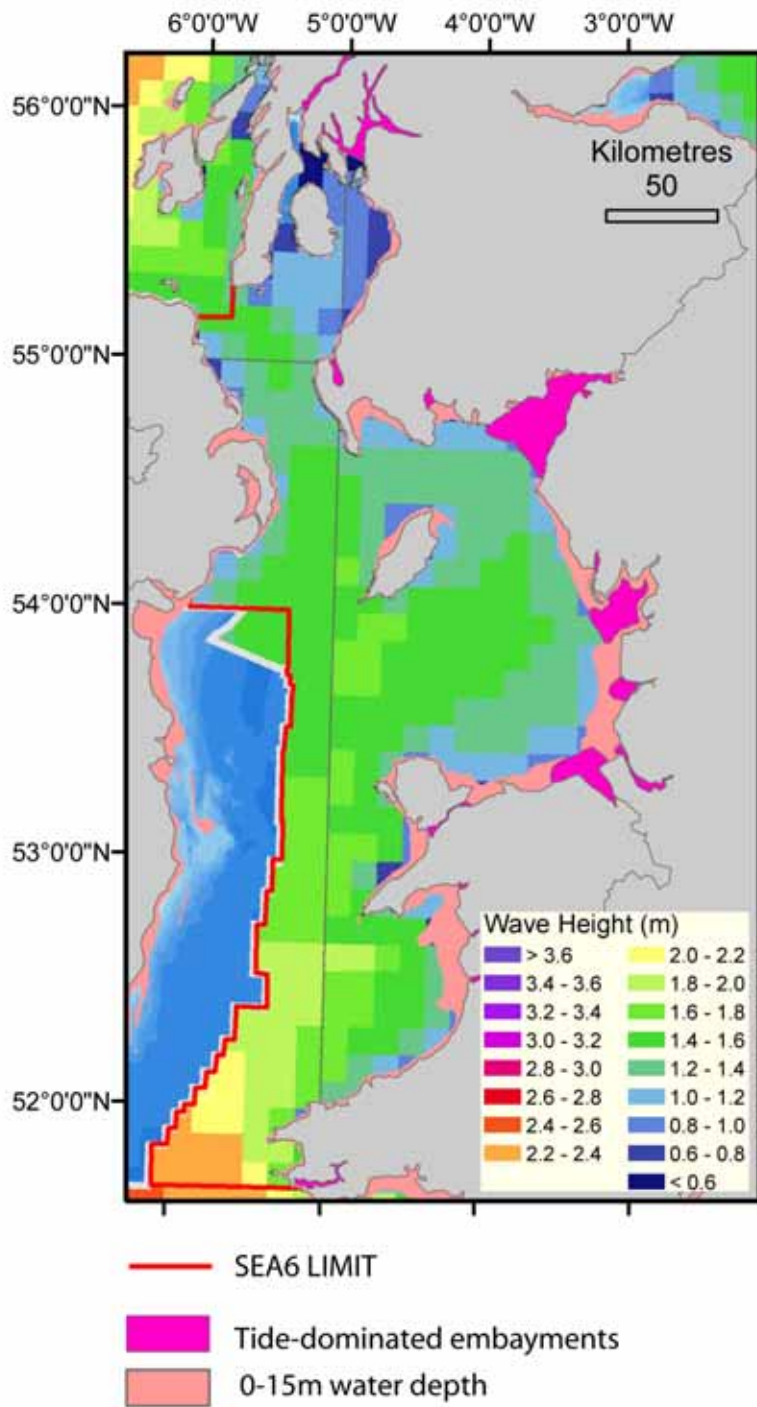 6°0'0"W 5°0'0"W 4°0'0"W 3°0'0"W
56°0'0"N
Kilometres
50
55°0'0"N
54°0'0"N
53°0'0"N
52°0'0"N
Wave Height (m)
> 3.6 2.0 - 2.2
3.4 - 3.6 1.8 - 2.0
3.2 - 3.4 1.6 - 1.8
3.0 - 3.2 1.4 - 1.6
2.8 - 3.0 1.2 - 1.4
2.6 - 2.8 1.0 - 1.2
2.4 - 2.6 0.8 - 1.0
2.2 - 2.4 0.6 - 0.8
< 0.6
SEA6 LIMIT
Tide-dominated embayments
0-15m water depth